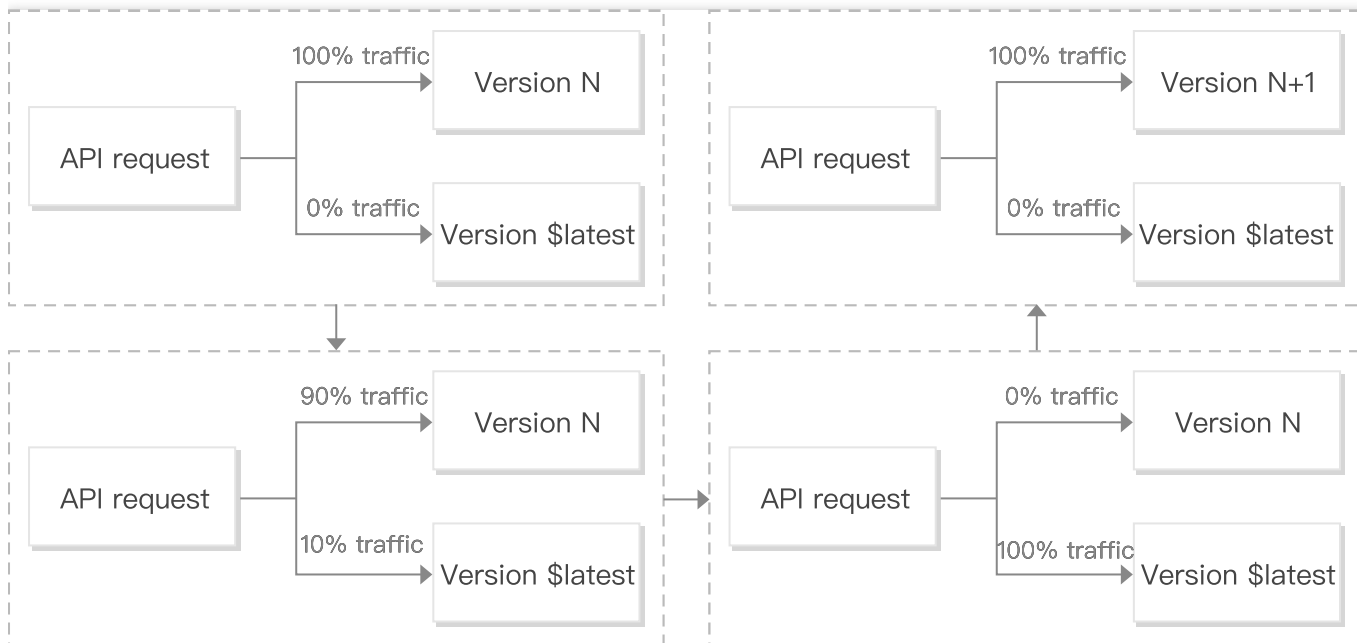 100% traffic
Version N
API request
0% traffic
Version $latest
100% traffic
Version N+1
API request
0% traffic
Version $latest
90% traffic
Version N
API request
10% traffic
Version $latest
0% traffic
Version N
API request
100% traffic
Version $latest